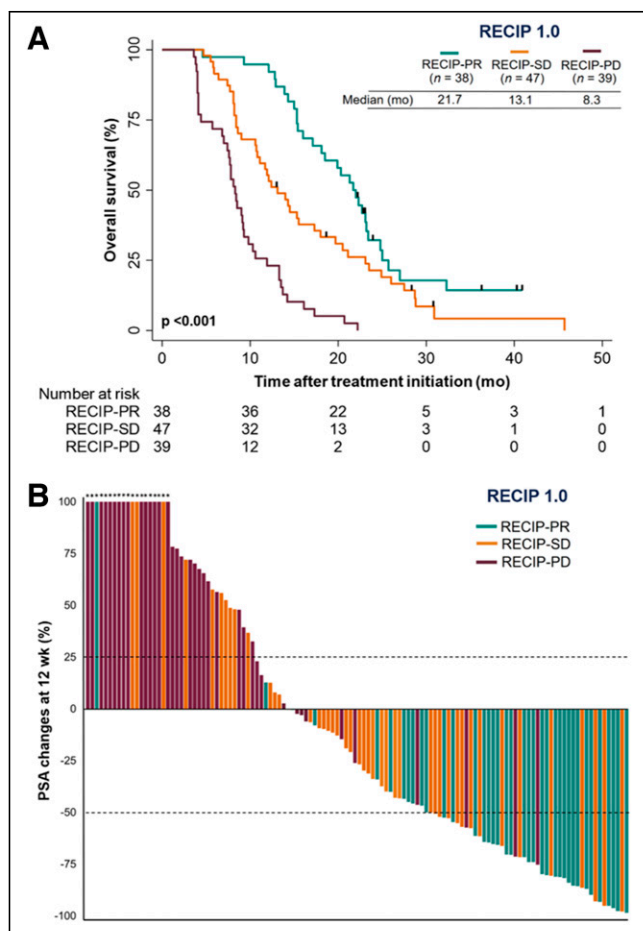 A
RECIP 1.0
RECIP-PR RECIP-SD RECIP-PD
(n = 38) (n = 47) (n = 39)
Median (mo) 21.7 13.1 8.3
Overall survival (%)
100
75
50
25
0
p <0.001
0 10 20 30 40 50
Time after treatment initiation (mo)
Number at risk
RECIP-PR 38 36 22 5 3 1
RECIP-SD 47 32 13 3 1 0
RECIP-PD 39 12 2 0 0 0
B
RECIP 1.0
RECIP-PR
RECIP-SD
RECIP-PD
PSA changes at 12 wk (%)
100
75
50
25
0
-25
-50
-75
-100